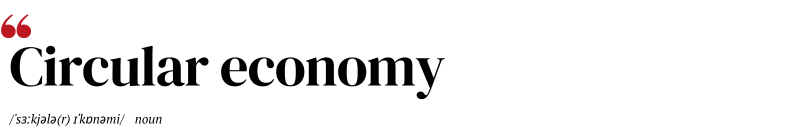 “
Circular economy
/ˈsɜːkjələ(r) ɪˈkɒnəmi/ noun